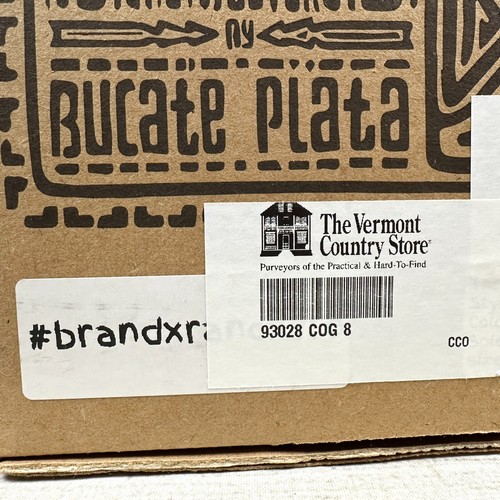 NY
Bucate Plata
The Vermont
Country Store
Purveyors of the Practical & Hard-To-Find
93028 COG 8
CCO
#brandxra